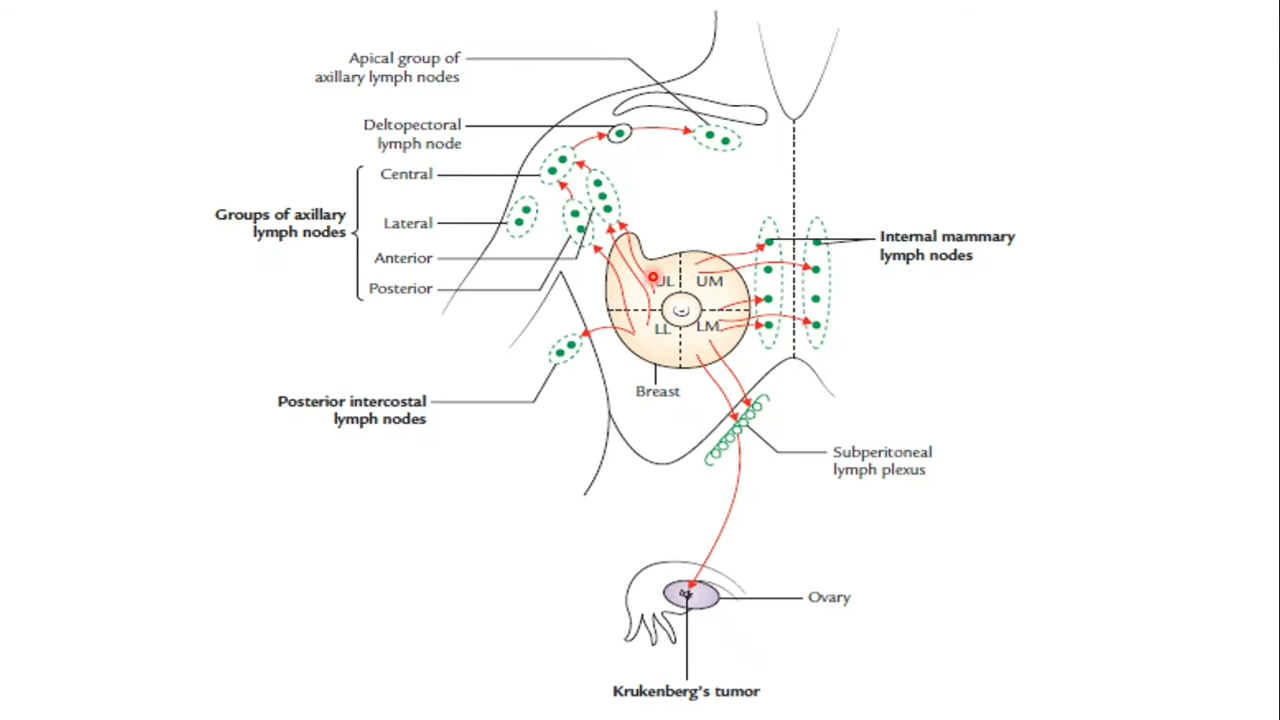 Apical group of
axillary lymph nodes
Deltopectoral
lymph node
Central
Groups of axillary
lymph nodes
Lateral
Anterior
Posterior
Internal mammary
lymph nodes
UL
UM
LL
LM
Breast
Posterior intercostal
lymph nodes
Subperitoneal
lymph plexus
Ovary
Krukenberg's tumor